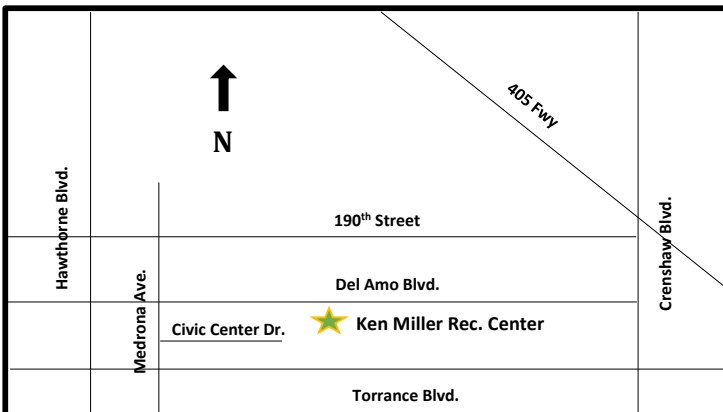 405 Fwy
N
Hawthorne Blvd.
190th Street
Crenshaw Blvd.
Medrona Ave.
Del Amo Blvd.
Civic Center Dr.
Ken Miller Rec. Center
Torrance Blvd.